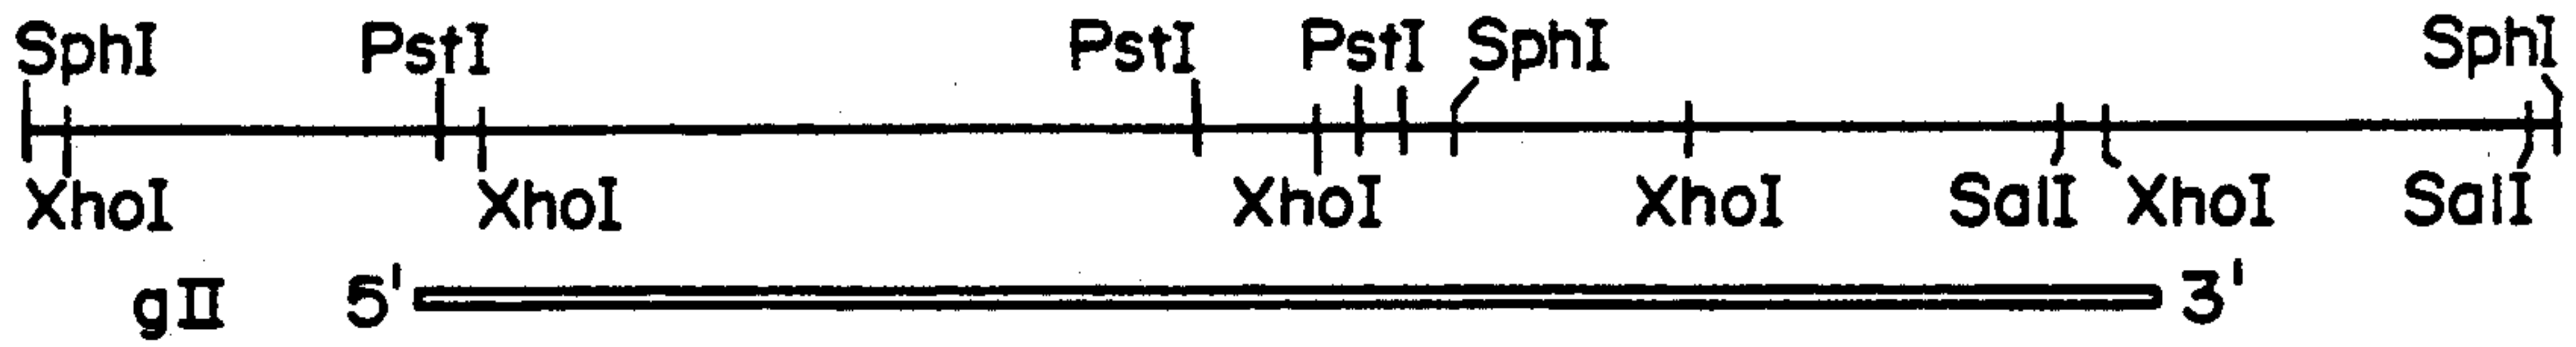 SphI PstI PstI PstI SphI SphI
XhoI XhoI XhoI XhoI SalI XhoI SalI
gII 5' 3'